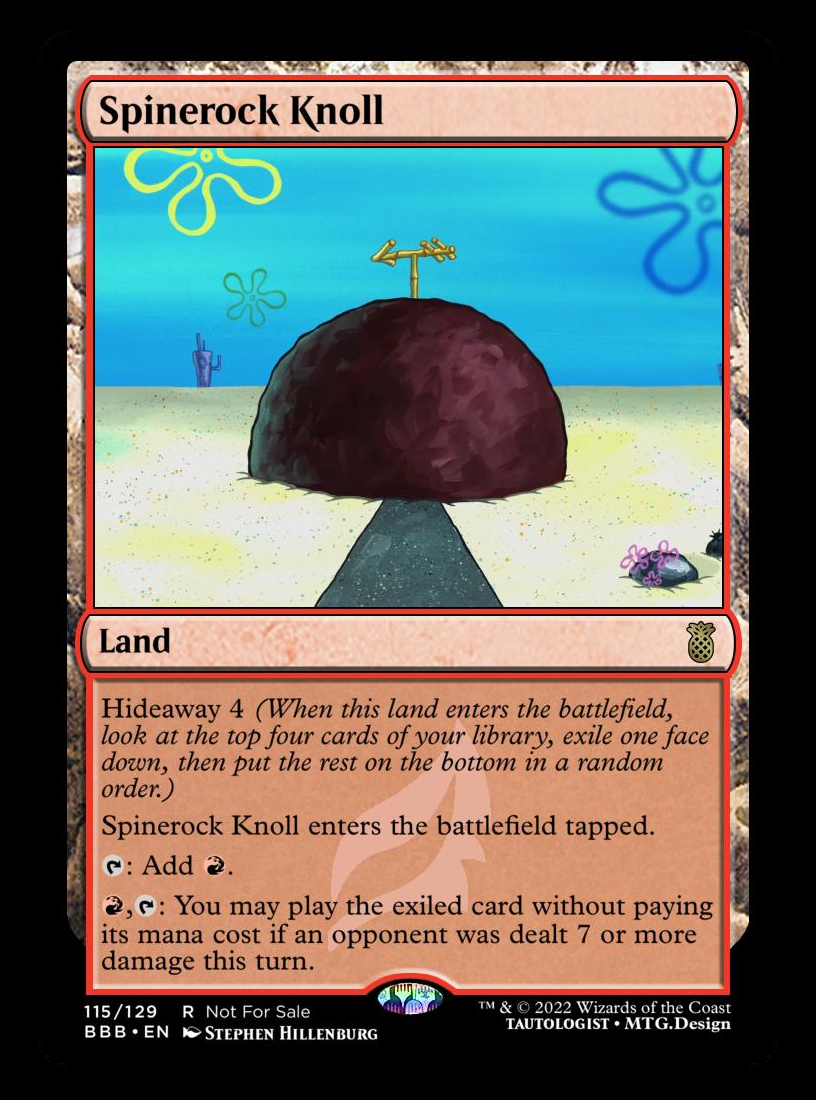 Spinerock Knoll
Land
Hideaway 4 (When this land enters the battlefield,
look at the top four cards of your library, exile one face
down, then put the rest on the bottom in a random
order.)
Spinerock Knoll enters the battlefield tapped.
: Add .
, : You may play the exiled card without paying
its mana cost if an opponent was dealt 7 or more
damage this turn.
115/129 R Not For Sale
BBB • EN STEPHEN HILLENBURG
™ & © 2022 Wizards of the Coast
TAUTOLOGIST • MTG.Design